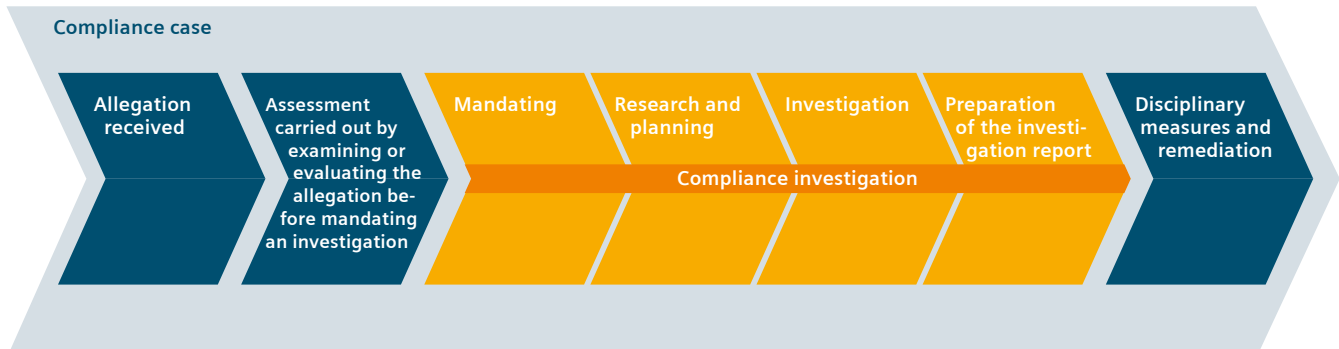 Compliance case
Allegation
received
Assessment
carried out by
examining or
evaluating the
allegation be-
fore mandating
an investigation
Mandating
Research and
planning
Investigation
Preparation
of the investi-
gation report
Compliance investigation
Disciplinary
measures and
remediation